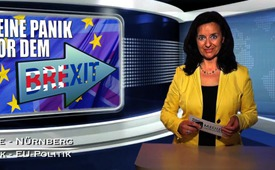 EINE PANIK
OR DEM
BREXIT
E - NÜRNBERG
K - EU-POLITIK